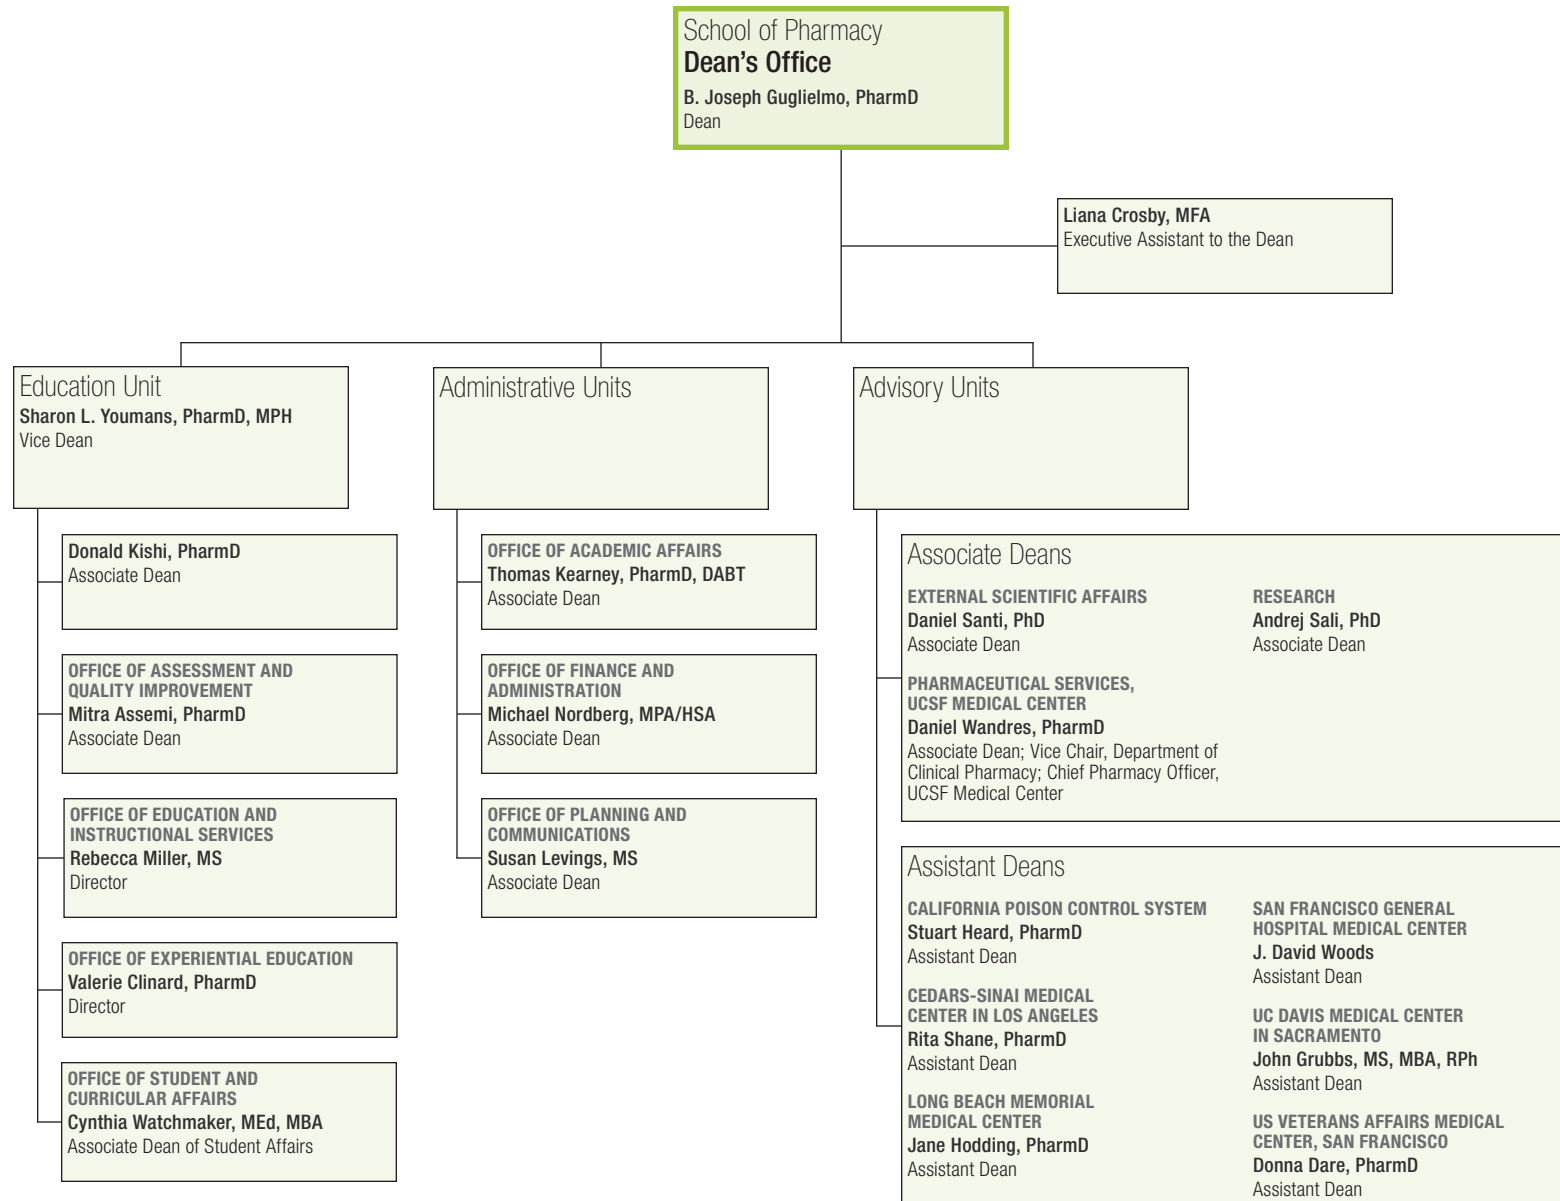 School of Pharmacy
Dean's Office
B. Joseph Guglielmo, PharmD
Dean
Liana Crosby, MFA
Executive Assistant to the Dean
Education Unit
Sharon L. Youmans, PharmD, MPH
Vice Dean
Donald Kishi, PharmD
Associate Dean
OFFICE OF ASSESSMENT AND
QUALITY IMPROVEMENT
Mitra Assemi, PharmD
Associate Dean
OFFICE OF EDUCATION AND
INSTRUCTIONAL SERVICES
Rebecca Miller, MS
Director
OFFICE OF EXPERIENTIAL EDUCATION
Valerie Clinard, PharmD
Director
OFFICE OF STUDENT AND
CURRICULAR AFFAIRS
Cynthia Watchmaker, MEd, MBA
Associate Dean of Student Affairs
Administrative Units
OFFICE OF ACADEMIC AFFAIRS
Thomas Kearney, PharmD, DABT
Associate Dean
OFFICE OF FINANCE AND
ADMINISTRATION
Michael Nordberg, MPA/HSA
Associate Dean
OFFICE OF PLANNING AND
COMMUNICATIONS
Susan Levings, MS
Associate Dean
Advisory Units
Associate Deans
EXTERNAL SCIENTIFIC AFFAIRS
Daniel Santi, PhD
Associate Dean
PHARMACEUTICAL SERVICES,
UCSF MEDICAL CENTER
Daniel Wandres, PharmD
Associate Dean; Vice Chair, Department of
Clinical Pharmacy; Chief Pharmacy Officer,
UCSF Medical Center
RESEARCH
Andrej Sali, PhD
Associate Dean
Assistant Deans
CALIFORNIA POISON CONTROL SYSTEM
Stuart Heard, PharmD
Assistant Dean
CEDARS-SINAI MEDICAL
CENTER IN LOS ANGELES
Rita Shane, PharmD
Assistant Dean
LONG BEACH MEMORIAL
MEDICAL CENTER
Jane Hodding, PharmD
Assistant Dean
SAN FRANCISCO GENERAL
HOSPITAL MEDICAL CENTER
J. David Woods
Assistant Dean
UC DAVIS MEDICAL CENTER
IN SACRAMENTO
John Grubbs, MS, MBA, RPh
Assistant Dean
US VETERANS AFFAIRS MEDICAL
CENTER, SAN FRANCISCO
Donna Dare, PharmD
Assistant Dean